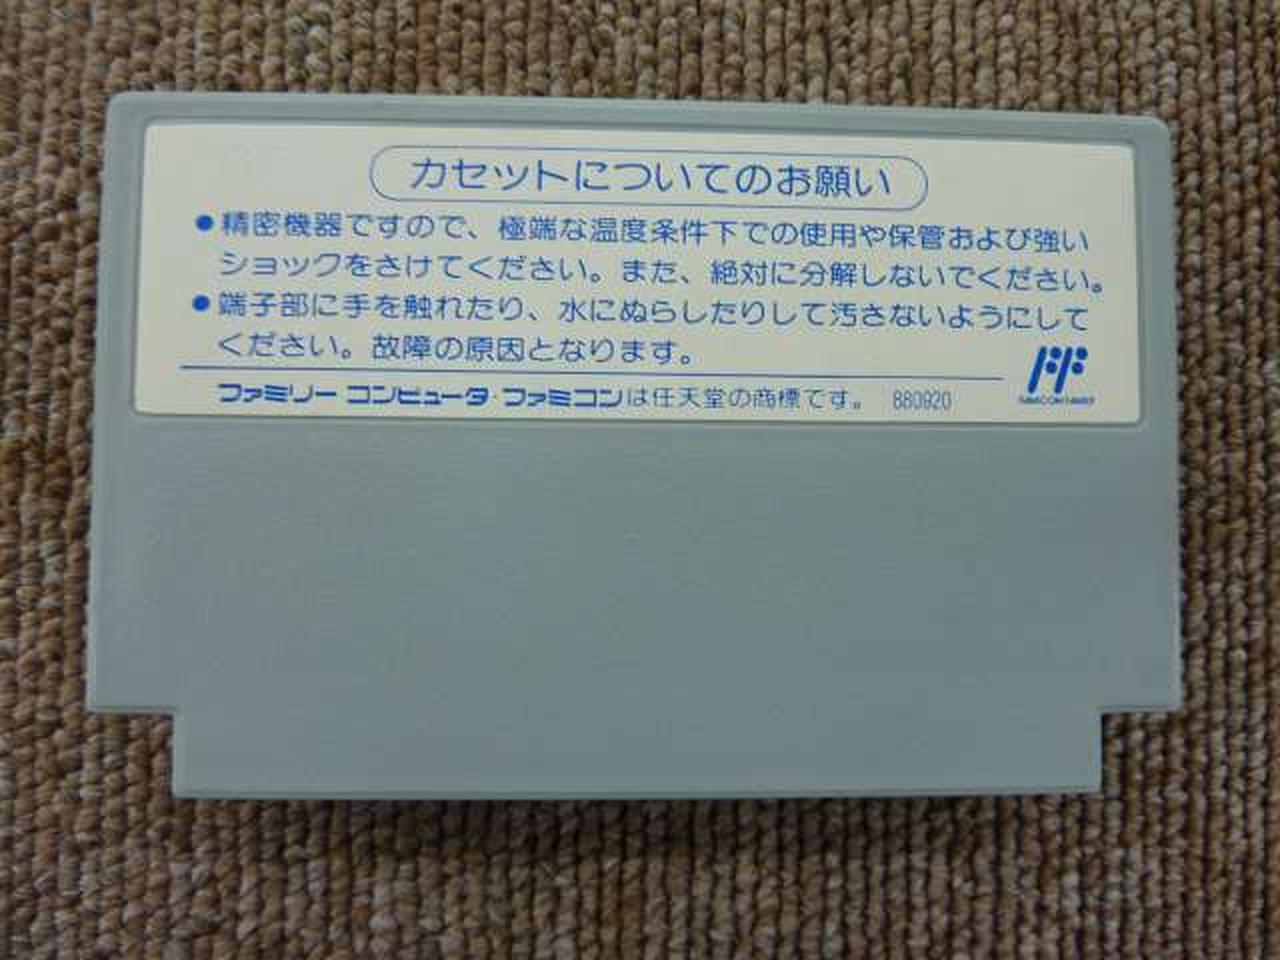 カセットについてのお願い
●精密機器ですので、極端な温度条件下での使用や保管および強い
ショックをさけてください。また、絶対に分解しないでください。
●端子部に手を触れたり、水にぬらしたりして汚さないようにして
ください。故障の原因となります。
ファミリー コンピュータ・ファミコンは任天堂の商標です。 880920